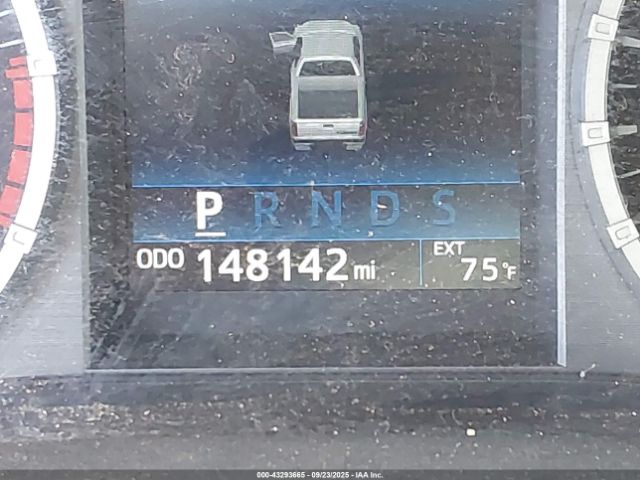 P R N D S
ODO 148142 mi EXT 75°F
000-43293665 - 09/23/2025 - IAA Inc.